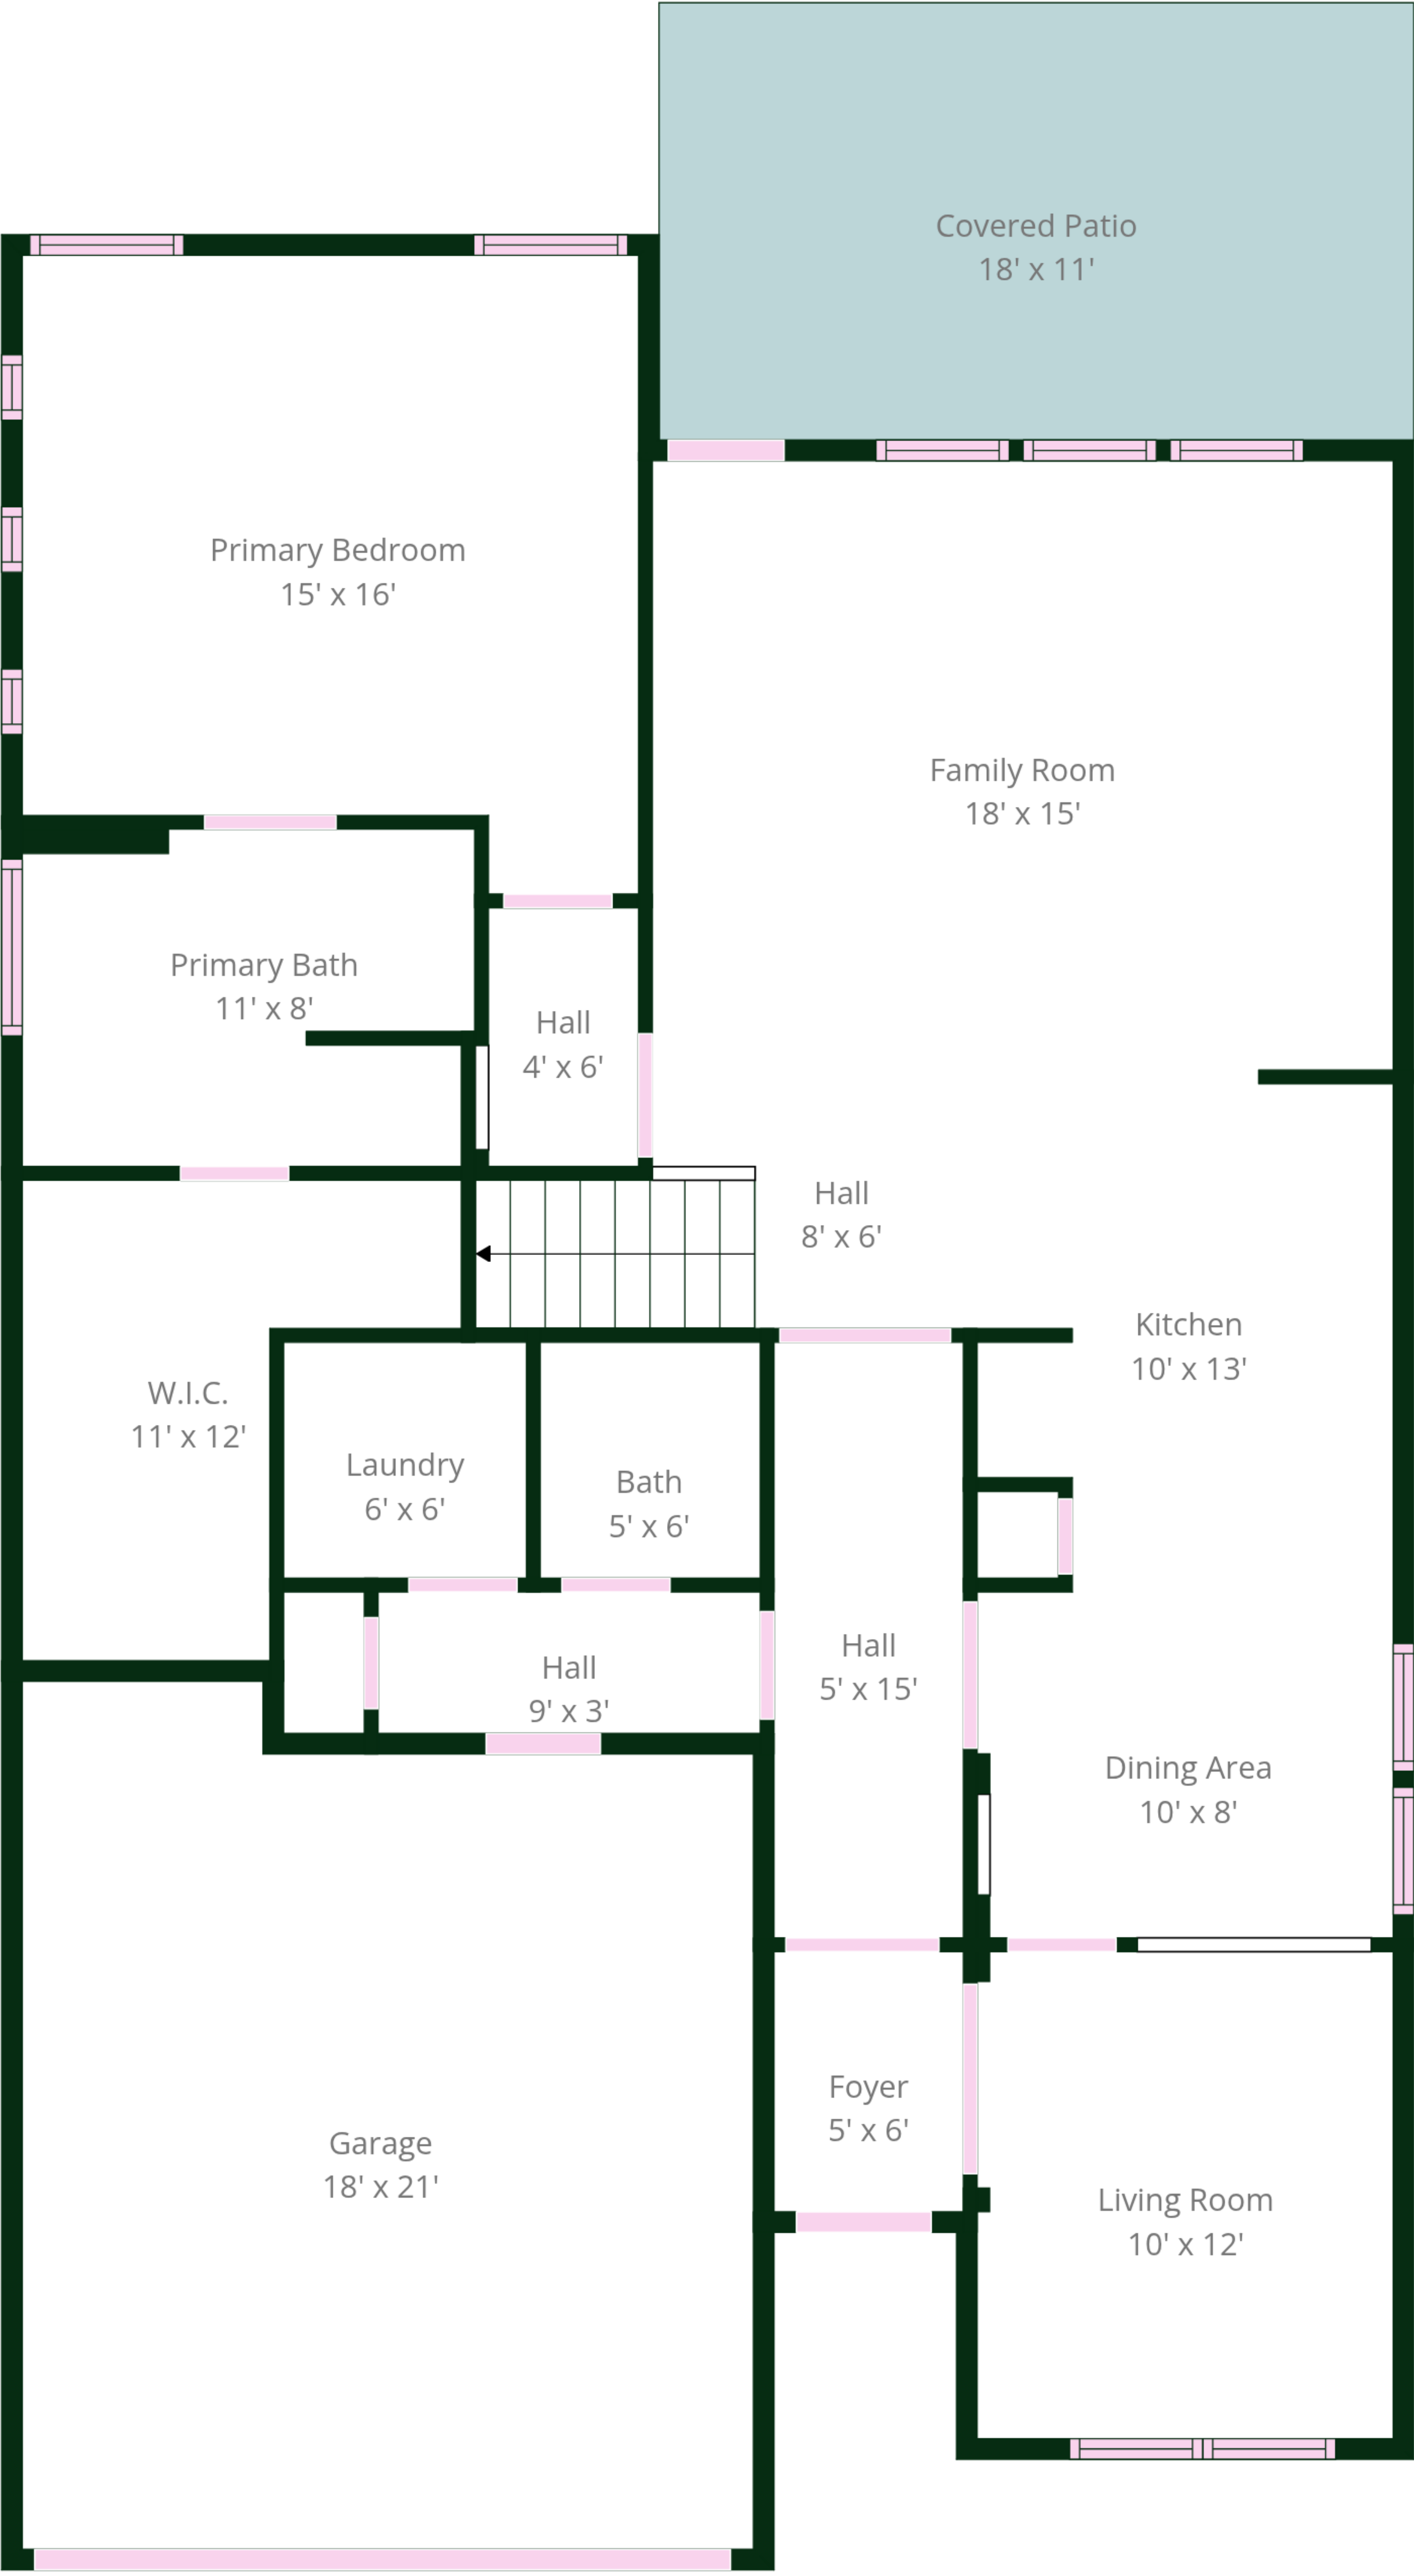 Covered Patio
18' x 11'
Primary Bedroom
15' x 16'
Family Room
18' x 15'
Primary Bath
11' x 8'
Hall
4' x 6'
Hall
8' x 6'
Kitchen
10' x 13'
W.I.C.
11' x 12'
Laundry
6' x 6'
Bath
5' x 6'
Hall
5' x 15'
Hall
9' x 3'
Dining Area
10' x 8'
Foyer
5' x 6'
Garage
18' x 21'
Living Room
10' x 12'